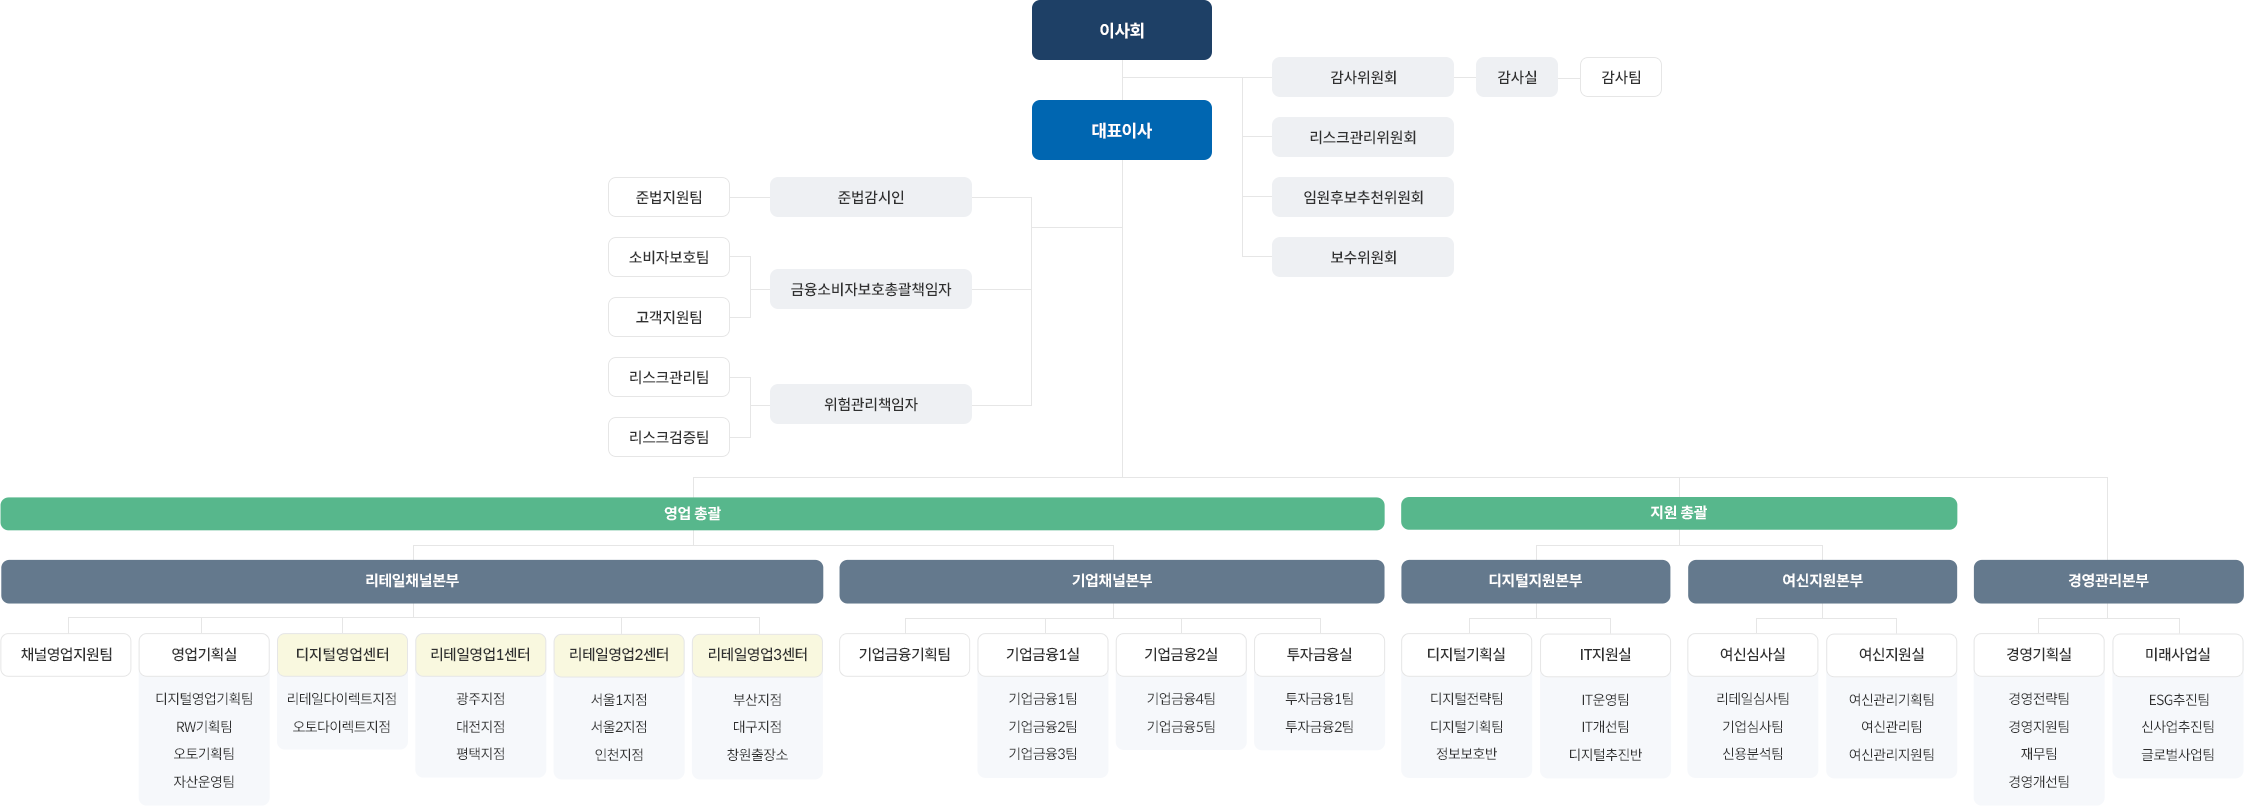 이사회
감사위원회
감사실
감사팀
대표이사
리스크관리위원회
임원후보추천위원회
보수위원회
준법지원팀
준법감시인
소비자보호팀
금융소비자보호총괄책임자
고객지원팀
리스크관리팀
위험관리책임자
리스크검증팀
영업 총괄
지원 총괄
리테일채널본부
기업채널본부
디지털지원본부
여신지원본부
경영관리본부
채널영업지원팀
영업기획실
디지털영업기획팀
RW기획팀
오토기획팀
자산운영팀
디지털영업센터
리테일다이렉트지점
오토다이렉트지점
리테일영업1센터
광주지점
대전지점
평택지점
리테일영업2센터
서울1지점
서울2지점
인천지점
리테일영업3센터
부산지점
대구지점
창원출장소
기업금융기획팀
기업금융1실
기업금융1팀
기업금융2팀
기업금융3팀
기업금융2실
기업금융4팀
기업금융5팀
투자금융실
투자금융1팀
투자금융2팀
디지털기획실
디지털전략팀
디지털기획팀
정보보호반
IT지원실
IT운영팀
IT개선팀
디지털추진반
여신심사실
리테일심사팀
기업심사팀
신용분석팀
여신지원실
여신관리기획팀
여신관리팀
여신관리지원팀
경영기획실
경영전략팀
경영지원팀
재무팀
경영개선팀
미래사업실
ESG추진팀
신사업추진팀
글로벌사업팀